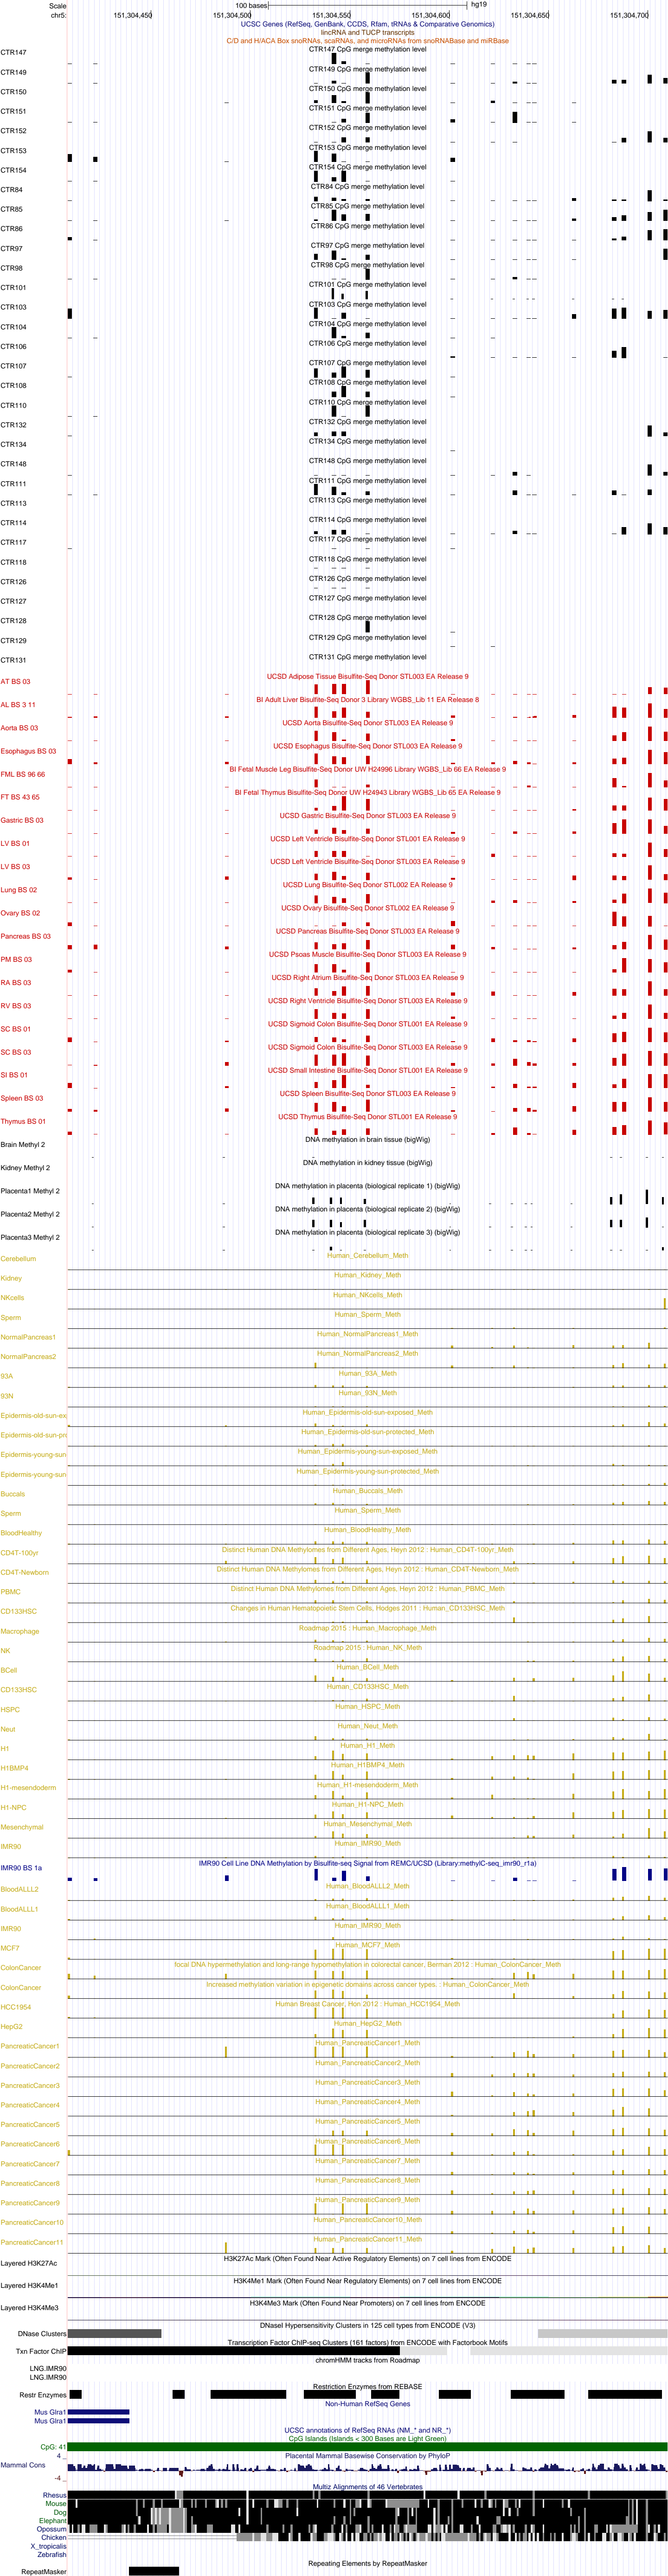 Scale 100 bases hg19
chr5: 151,304,450 151,304,500 151,304,550 151,304,600 151,304,650 151,304,700
UCSC Genes (RefSeq, GenBank, CCDS, Rfam, tRNAs & Comparative Genomics)
lincRNA and TUCP transcripts
C/D and H/ACA Box snoRNAs, scaRNAs, and microRNAs from snoRNABase and miRBase
CTR147 CpG merge methylation level
CTR147
CTR149 CpG merge methylation level
CTR149
CTR150 CpG merge methylation level
CTR150
CTR151 CpG merge methylation level
CTR151
CTR152 CpG merge methylation level
CTR152
CTR153 CpG merge methylation level
CTR153
CTR154 CpG merge methylation level
CTR154
CTR84 CpG merge methylation level
CTR84
CTR85 CpG merge methylation level
CTR85
CTR86 CpG merge methylation level
CTR86
CTR97 CpG merge methylation level
CTR97
CTR98 CpG merge methylation level
CTR98
CTR101 CpG merge methylation level
CTR101
CTR103 CpG merge methylation level
CTR103
CTR104 CpG merge methylation level
CTR104
CTR106 CpG merge methylation level
CTR106
CTR107 CpG merge methylation level
CTR107
CTR108 CpG merge methylation level
CTR108
CTR110 CpG merge methylation level
CTR110
CTR132 CpG merge methylation level
CTR132
CTR134 CpG merge methylation level
CTR134
CTR148 CpG merge methylation level
CTR148
CTR111 CpG merge methylation level
CTR111
CTR113 CpG merge methylation level
CTR113
CTR114 CpG merge methylation level
CTR114
CTR117 CpG merge methylation level
CTR117
CTR118 CpG merge methylation level
CTR118
CTR126 CpG merge methylation level
CTR126
CTR127 CpG merge methylation level
CTR127
CTR128 CpG merge methylation level
CTR128
CTR129 CpG merge methylation level
CTR129
CTR131 CpG merge methylation level
CTR131
UCSD Adipose Tissue Bisulfite-Seq Donor STL003 EA Release 9
AT BS 03
BI Adult Liver Bisulfite-Seq Donor 3 Library WGBS_Lib 11 EA Release 8
AL BS 3 11
UCSD Aorta Bisulfite-Seq Donor STL003 EA Release 9
Aorta BS 03
UCSD Esophagus Bisulfite-Seq Donor STL003 EA Release 9
Esophagus BS 03
BI Fetal Muscle Leg Bisulfite-Seq Donor UW H24996 Library WGBS_Lib 66 EA Release 9
FML BS 96 66
BI Fetal Thymus Bisulfite-Seq Donor UW H24943 Library WGBS_Lib 65 EA Release 9
FT BS 43 65
UCSD Gastric Bisulfite-Seq Donor STL003 EA Release 9
Gastric BS 03
UCSD Left Ventricle Bisulfite-Seq Donor STL001 EA Release 9
LV BS 01
UCSD Left Ventricle Bisulfite-Seq Donor STL003 EA Release 9
LV BS 03
UCSD Lung Bisulfite-Seq Donor STL002 EA Release 9
Lung BS 02
UCSD Ovary Bisulfite-Seq Donor STL002 EA Release 9
Ovary BS 02
UCSD Pancreas Bisulfite-Seq Donor STL003 EA Release 9
Pancreas BS 03
UCSD Psoas Muscle Bisulfite-Seq Donor STL003 EA Release 9
PM BS 03
UCSD Right Atrium Bisulfite-Seq Donor STL003 EA Release 9
RA BS 03
UCSD Right Ventricle Bisulfite-Seq Donor STL003 EA Release 9
RV BS 03
UCSD Sigmoid Colon Bisulfite-Seq Donor STL001 EA Release 9
SC BS 01
UCSD Sigmoid Colon Bisulfite-Seq Donor STL003 EA Release 9
SC BS 03
UCSD Small Intestine Bisulfite-Seq Donor STL001 EA Release 9
SI BS 01
UCSD Spleen Bisulfite-Seq Donor STL003 EA Release 9
Spleen BS 03
UCSD Thymus Bisulfite-Seq Donor STL001 EA Release 9
Thymus BS 01
DNA methylation in brain tissue (bigWig)
Brain Methyl 2
DNA methylation in kidney tissue (bigWig)
Kidney Methyl 2
DNA methylation in placenta (biological replicate 1) (bigWig)
Placenta1 Methyl 2
DNA methylation in placenta (biological replicate 2) (bigWig)
Placenta2 Methyl 2
DNA methylation in placenta (biological replicate 3) (bigWig)
Placenta3 Methyl 2
Human_Cerebellum_Meth
Cerebellum
Human_Kidney_Meth
Kidney
Human_NKcells_Meth
NKcells
Human_Sperm_Meth
Sperm
Human_NormalPancreas1_Meth
NormalPancreas1
Human_NormalPancreas2_Meth
NormalPancreas2
Human_93A_Meth
93A
Human_93N_Meth
93N
Human_Epidermis-old-sun-exposed_Meth
Epidermis-old-sun-ex
Human_Epidermis-old-sun-protected_Meth
Epidermis-old-sun-pr
Human_Epidermis-young-sun-exposed_Meth
Epidermis-young-sun
Human_Epidermis-young-sun-protected_Meth
Epidermis-young-sun
Human_Buccals_Meth
Buccals
Human_Sperm_Meth
Sperm
Human_BloodHealthy_Meth
BloodHealthy
Distinct Human DNA Methylomes from Different Ages, Heyn 2012 : Human_CD4T-100yr_Meth
CD4T-100yr
Distinct Human DNA Methylomes from Different Ages, Heyn 2012 : Human_CD4T-Newborn_Meth
CD4T-Newborn
Distinct Human DNA Methylomes from Different Ages, Heyn 2012 : Human_PBMC_Meth
PBMC
Changes in Human Hematopoietic Stem Cells, Hodges 2011 : Human_CD133HSC_Meth
CD133HSC
Roadmap 2015 : Human_Macrophage_Meth
Macrophage
Roadmap 2015 : Human_NK_Meth
NK
Human_BCell_Meth
BCell
Human_CD133HSC_Meth
CD133HSC
Human_HSPC_Meth
HSPC
Human_Neut_Meth
Neut
Human_H1_Meth
H1
Human_H1BMP4_Meth
H1BMP4
Human_H1-mesendoderm_Meth
H1-mesendoderm
Human_H1-NPC_Meth
H1-NPC
Human_Mesenchymal_Meth
Mesenchymal
Human_IMR90_Meth
IMR90
IMR90 Cell Line DNA Methylation by Bisulfite-seq Signal from REMC/UCSD (Library:methylC-seq_imr90_r1a)
IMR90 BS 1a
Human_BloodALLL2_Meth
BloodALLL2
Human_BloodALLL1_Meth
BloodALLL1
Human_IMR90_Meth
IMR90
Human_MCF7_Meth
MCF7
focal DNA hypermethylation and long-range hypomethylation in colorectal cancer, Berman 2012 : Human_ColonCancer_Meth
ColonCancer
Increased methylation variation in epigenetic domains across cancer types. : Human_ColonCancer_Meth
ColonCancer
Human Breast Cancer, Hon 2012 : Human_HCC1954_Meth
HCC1954
Human_HepG2_Meth
HepG2
Human_PancreaticCancer1_Meth
PancreaticCancer1
Human_PancreaticCancer2_Meth
PancreaticCancer2
Human_PancreaticCancer3_Meth
PancreaticCancer3
Human_PancreaticCancer4_Meth
PancreaticCancer4
Human_PancreaticCancer5_Meth
PancreaticCancer5
Human_PancreaticCancer6_Meth
PancreaticCancer6
Human_PancreaticCancer7_Meth
PancreaticCancer7
Human_PancreaticCancer8_Meth
PancreaticCancer8
Human_PancreaticCancer9_Meth
PancreaticCancer9
Human_PancreaticCancer10_Meth
PancreaticCancer10
Human_PancreaticCancer11_Meth
PancreaticCancer11
H3K27Ac Mark (Often Found Near Active Regulatory Elements) on 7 cell lines from ENCODE
Layered H3K27Ac
H3K4Me1 Mark (Often Found Near Regulatory Elements) on 7 cell lines from ENCODE
Layered H3K4Me1
H3K4Me3 Mark (Often Found Near Promoters) on 7 cell lines from ENCODE
Layered H3K4Me3
DNaseI Hypersensitivity Clusters in 125 cell types from ENCODE (V3)
DNase Clusters
Transcription Factor ChIP-seq Clusters (161 factors) from ENCODE with Factorbook Motifs
Txn Factor ChIP
chromHMM tracks from Roadmap
LNG.IMR90
LNG.IMR90
Restriction Enzymes from REBASE
Restr Enzymes
Non-Human RefSeq Genes
Mus Glra1
Mus Glra1
UCSC annotations of RefSeq RNAs (NM_* and NR_*)
CpG Islands (Islands < 300 Bases are Light Green)
CpG: 41
Placental Mammal Basewise Conservation by PhyloP
4 _
Mammal Cons
-4 _
Multiz Alignments of 46 Vertebrates
Rhesus
Mouse
Dog
Elephant
Opossum
Chicken
X_tropicalis
Zebrafish
Repeating Elements by RepeatMasker
RepeatMasker